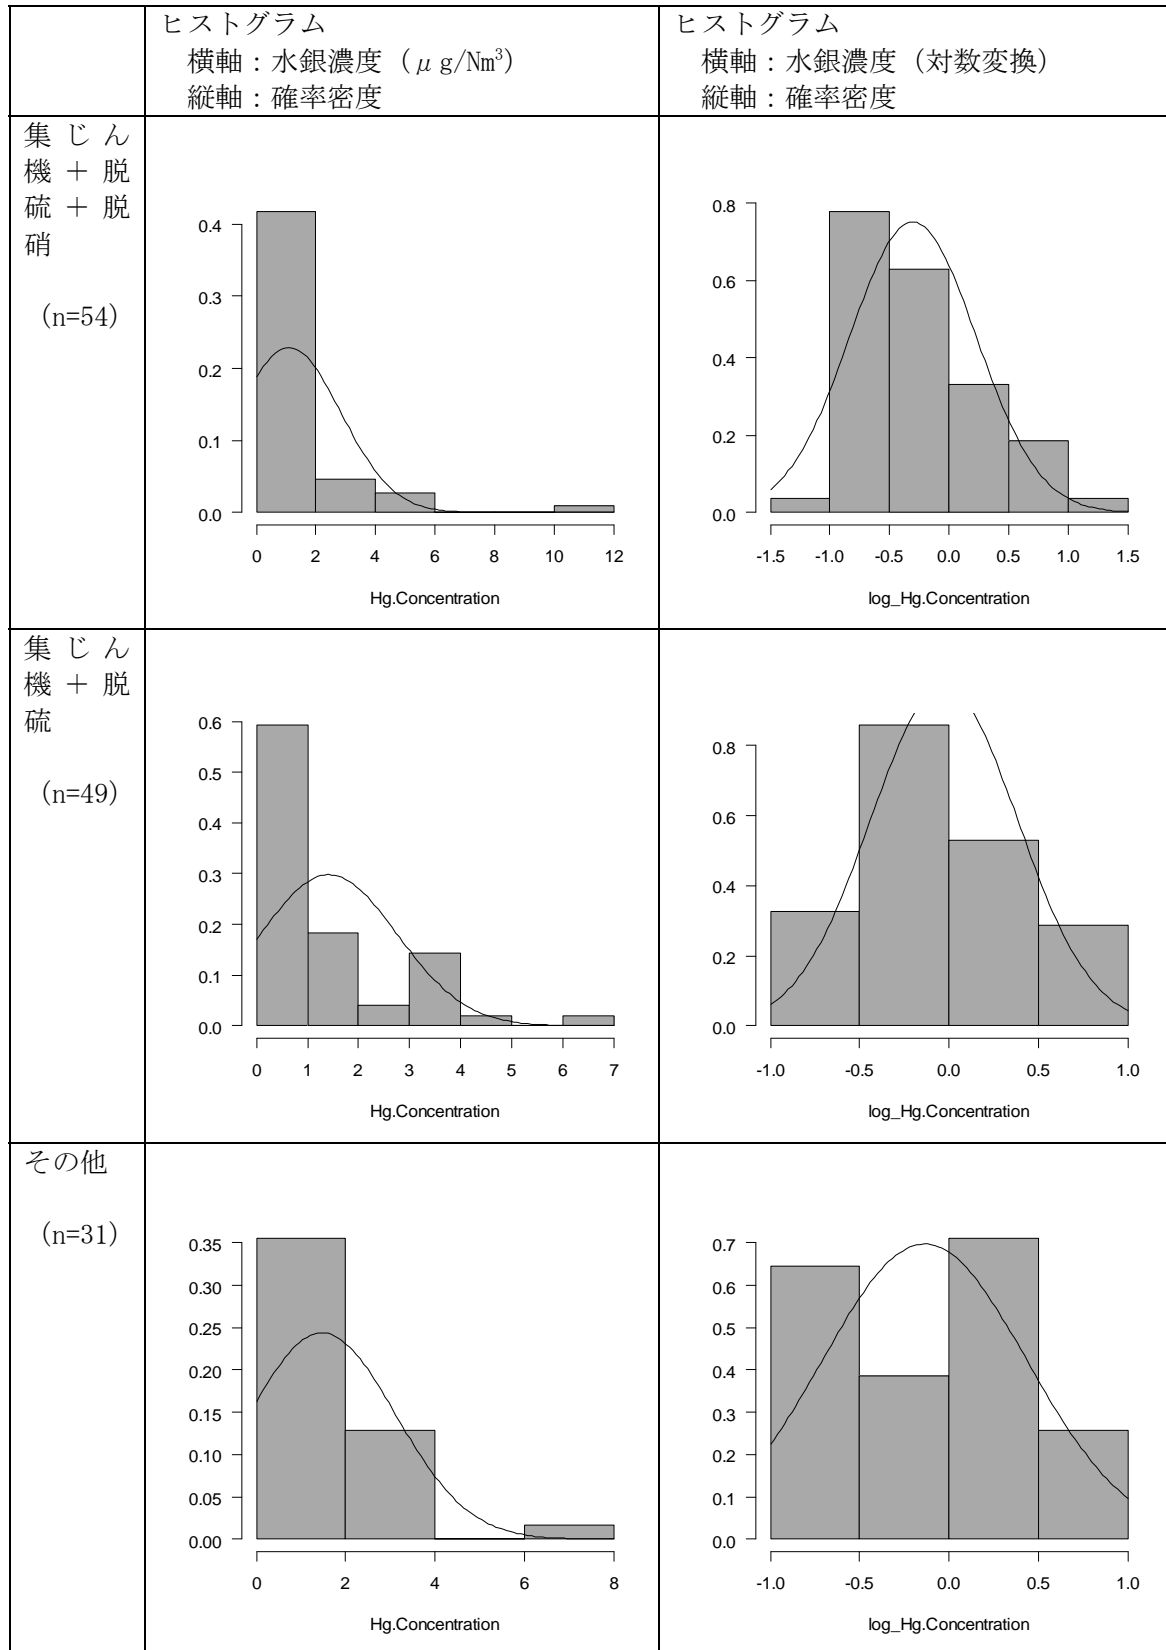 ヒストグラム
横軸：水銀濃度（μg/Nm³）
縦軸：確率密度
ヒストグラム
横軸：水銀濃度（対数変換）
縦軸：確率密度
集じん
機＋脱
硫＋脱
硝
(n=54)
0.4
0.3
0.2
0.1
0.0
0 2 4 6 8 10 12
Hg.Concentration
0.8
0.6
0.4
0.2
0.0
-1.5 -1.0 -0.5 0.0 0.5 1.0 1.5
log_Hg.Concentration
集じん
機＋脱
硫
(n=49)
0.6
0.5
0.4
0.3
0.2
0.1
0.0
0 1 2 3 4 5 6 7
Hg.Concentration
0.8
0.6
0.4
0.2
0.0
-1.0 -0.5 0.0 0.5 1.0
log_Hg.Concentration
その他
(n=31)
0.35
0.30
0.25
0.20
0.15
0.10
0.05
0.00
0 2 4 6 8
Hg.Concentration
0.7
0.6
0.5
0.4
0.3
0.2
0.1
0.0
-1.0 -0.5 0.0 0.5 1.0
log_Hg.Concentration